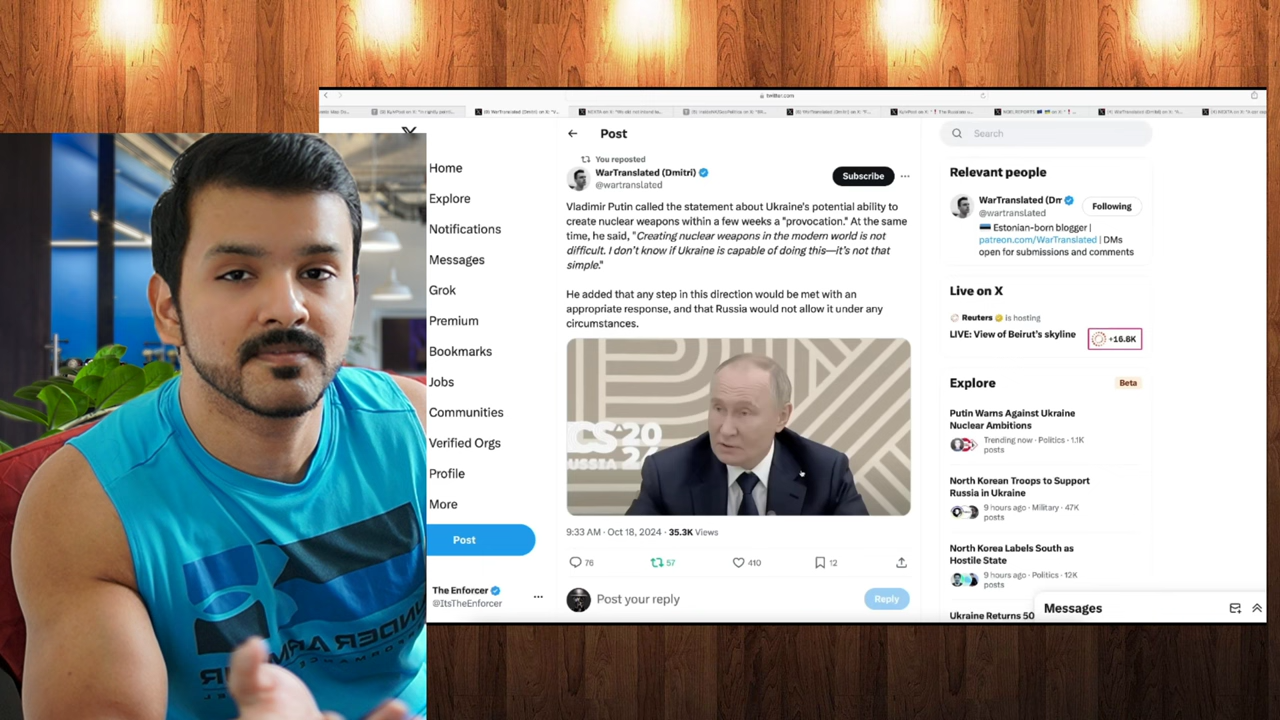 twitter.com
Post
Search
You reposted
WarTranslated (Dmitri)
@wartranslated
Subscribe
Vladimir Putin called the statement about Ukraine's potential ability to
create nuclear weapons within a few weeks a "provocation." At the same
time, he said, "Creating nuclear weapons in the modern world is not
difficult. I don't know if Ukraine is capable of doing this—it's not that
simple."
He added that any step in this direction would be met with an
appropriate response, and that Russia would not allow it under any
circumstances.
CS 20
RUSSIA 24
9:33 AM · Oct 18, 2024 · 35.3K Views
76
57
410
12
Post your reply
Reply
Home
Explore
Notifications
Messages
Grok
Premium
Bookmarks
Jobs
Communities
Verified Orgs
Profile
More
Post
The Enforcer
@ItsTheEnforcer
Relevant people
WarTranslated (Dmi
@wartranslated
Following
Estonian-born blogger |
patreon.com/WarTranslated | DMs
open for submissions and comments
Live on X
Reuters is hosting
LIVE: View of Beirut's skyline
+16.8K
Explore
Beta
Putin Warns Against Ukraine
Nuclear Ambitions
Trending now · Politics · 1.1K
posts
North Korean Troops to Support
Russia in Ukraine
9 hours ago · Military · 47K
posts
North Korea Labels South as
Hostile State
9 hours ago · Politics · 12K
posts
Ukraine Returns 50
Messages
UNDER ARMOUR